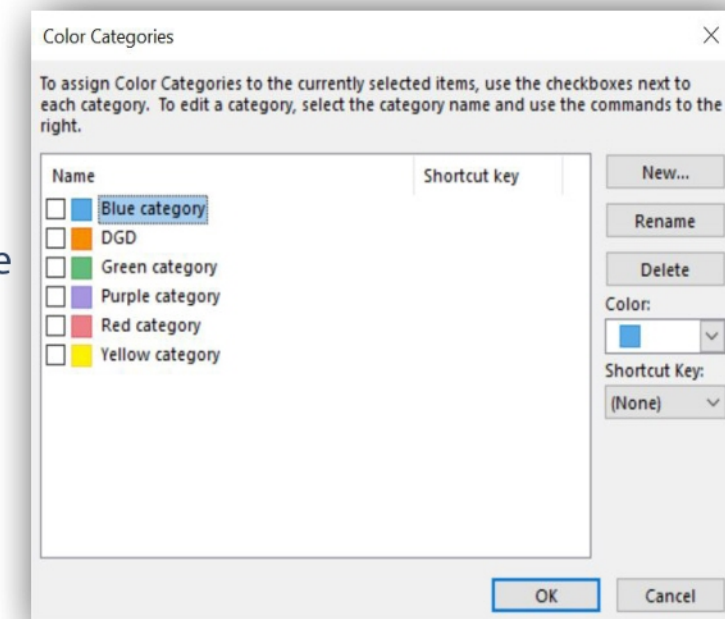 Color Categories
To assign Color Categories to the currently selected items, use the checkboxes next to
each category. To edit a category, select the category name and use the commands to the
right.
Name Shortcut key
Blue category
DGD
Green category
Purple category
Red category
Yellow category
New...
Rename
Delete
Color:
Shortcut Key:
(None)
OK Cancel
e